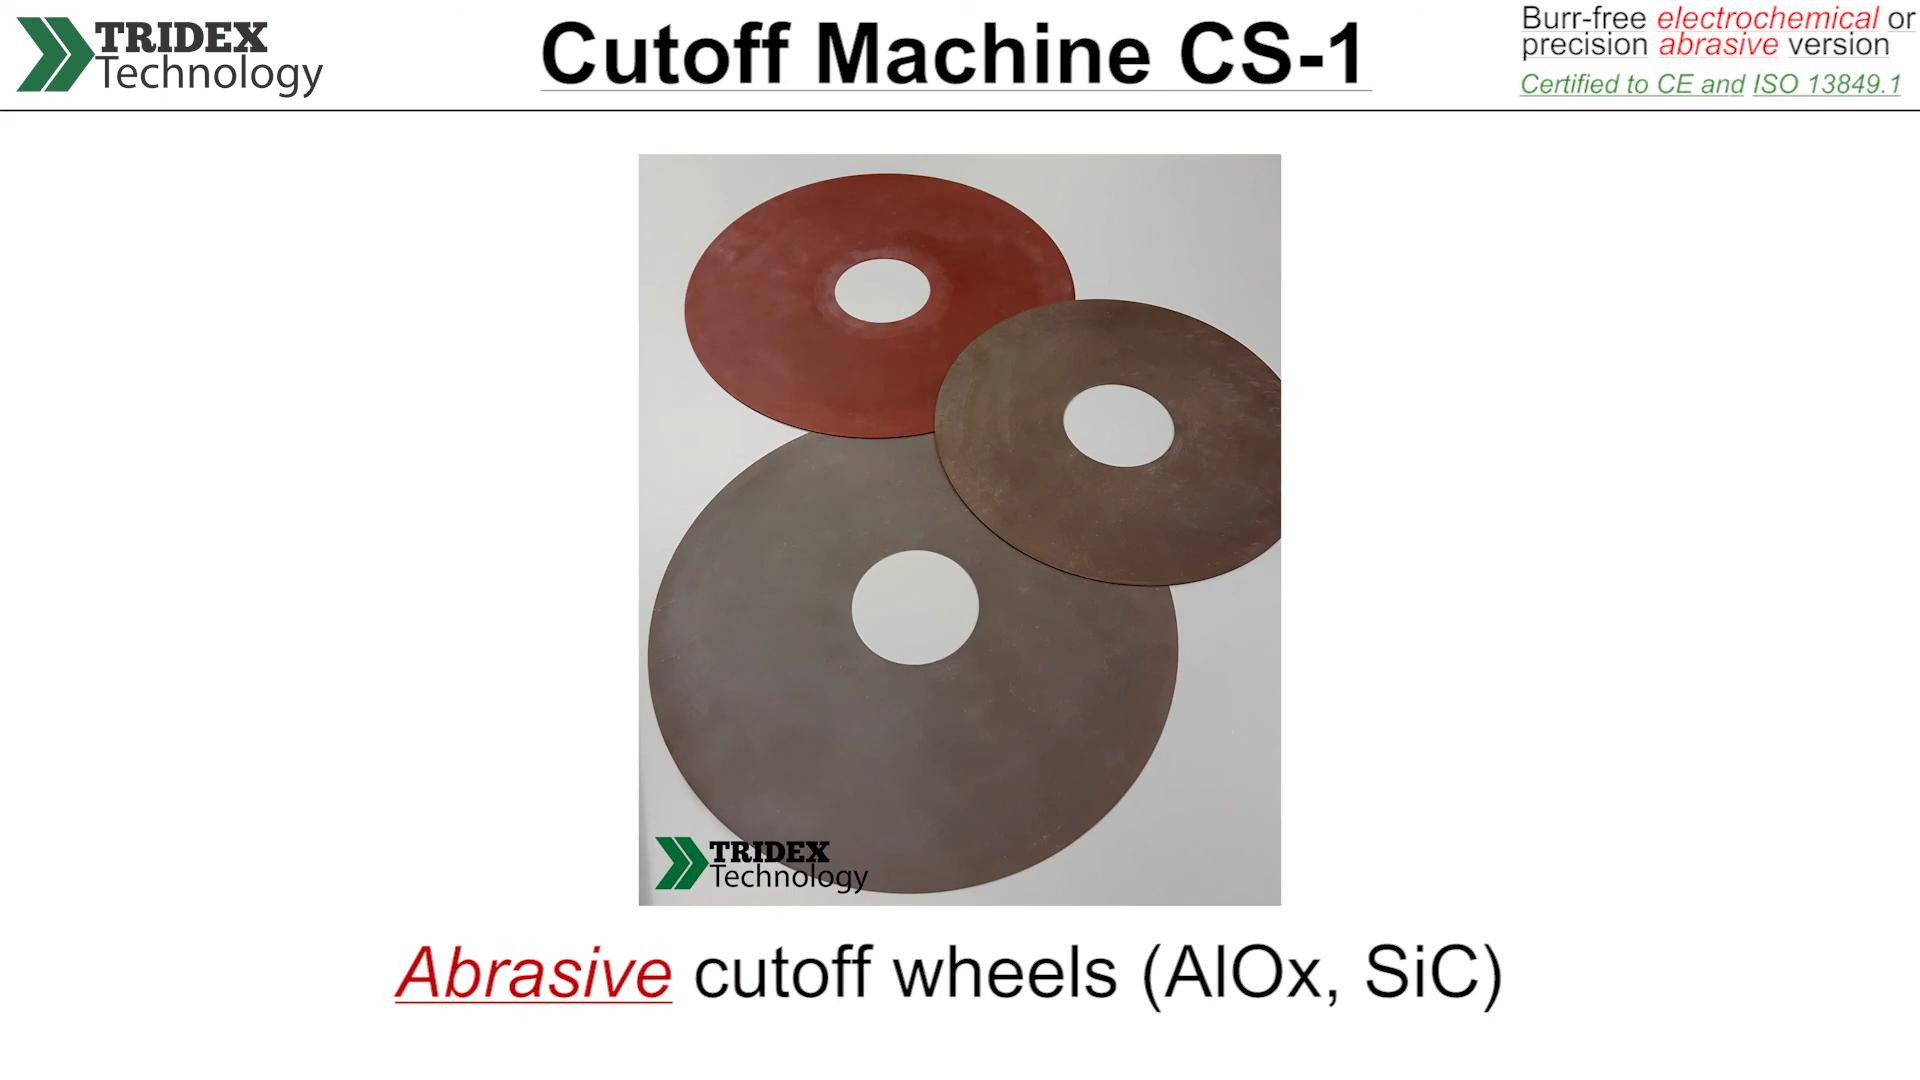 TRIDEX
Technology
Cutoff Machine CS-1
Burr-free electrochemical or
precision abrasive version
Certified to CE and ISO 13849.1
TRIDEX
Technology
Abrasive cutoff wheels (AlOx, SiC)